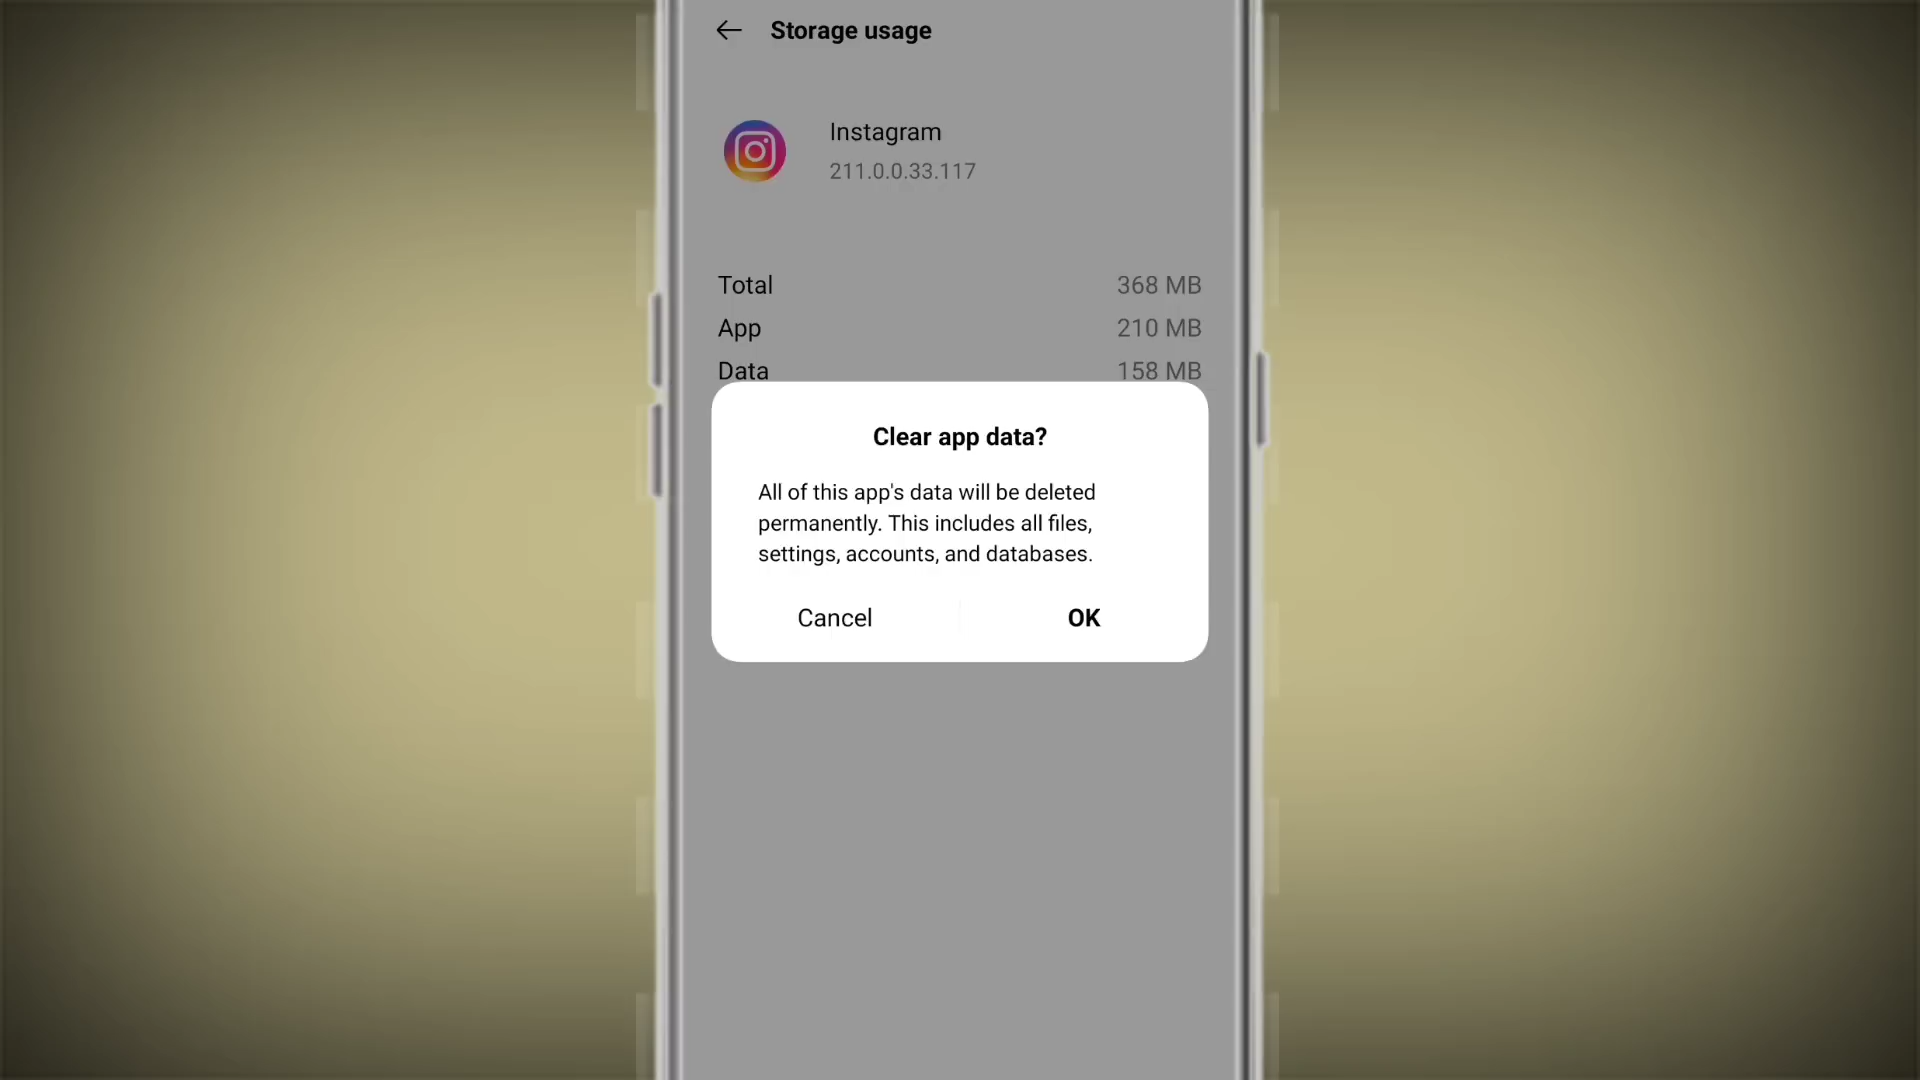 Storage usage
Instagram
211.0.0.33.117
Total 368 MB
App 210 MB
Data 158 MB
Clear app data?
All of this app's data will be deleted
permanently. This includes all files,
settings, accounts, and databases.
Cancel OK